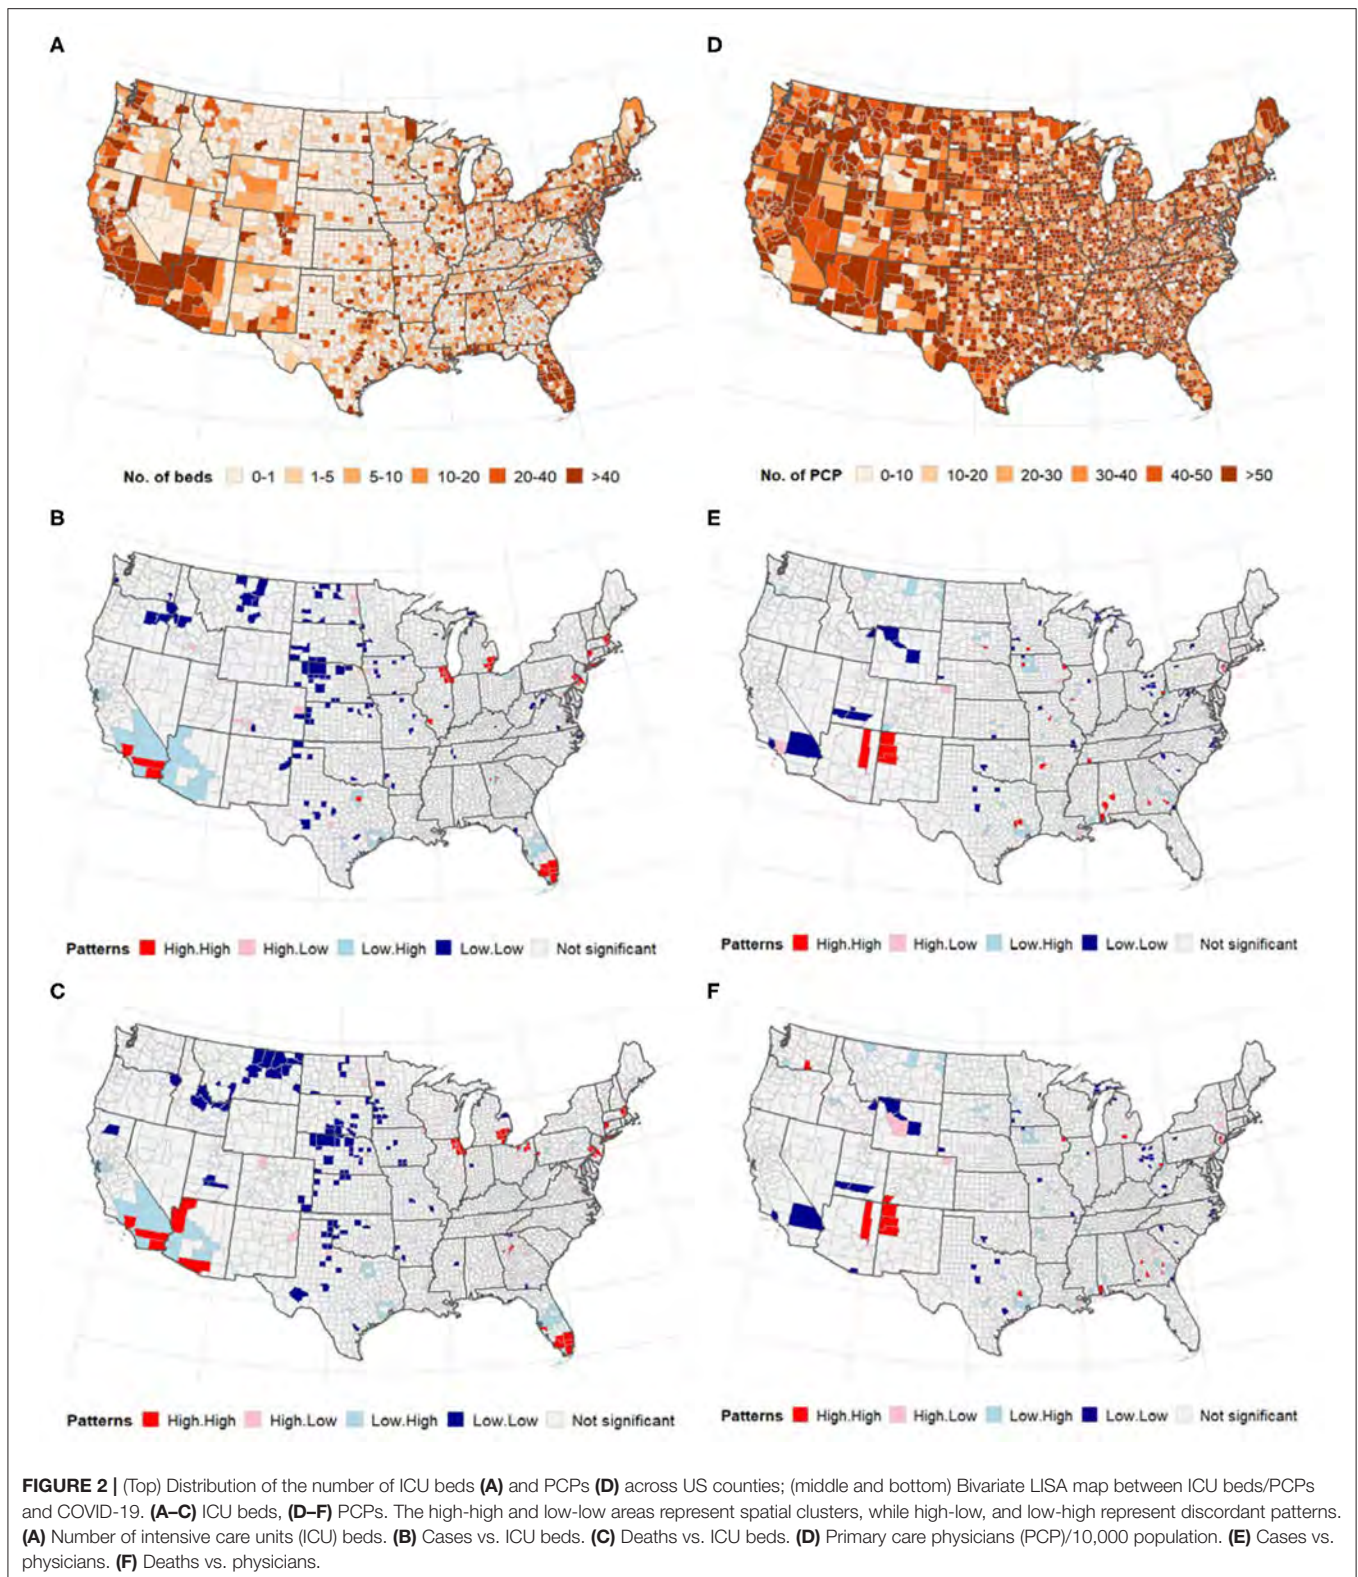 A
D
No. of beds 0-1 1-5 5-10 10-20 20-40 >40
No. of PCP 0-10 10-20 20-30 30-40 40-50 >50
B
E
Patterns High.High High.Low Low.High Low.Low Not significant
Patterns High.High High.Low Low.High Low.Low Not significant
C
F
Patterns High.High High.Low Low.High Low.Low Not significant
Patterns High.High High.Low Low.High Low.Low Not significant
FIGURE 2 | (Top) Distribution of the number of ICU beds (A) and PCPs (D) across US counties; (middle and bottom) Bivariate LISA map between ICU beds/PCPs
and COVID-19. (A–C) ICU beds, (D–F) PCPs. The high-high and low-low areas represent spatial clusters, while high-low, and low-high represent discordant patterns.
(A) Number of intensive care units (ICU) beds. (B) Cases vs. ICU beds. (C) Deaths vs. ICU beds. (D) Primary care physicians (PCP)/10,000 population. (E) Cases vs.
physicians. (F) Deaths vs. physicians.